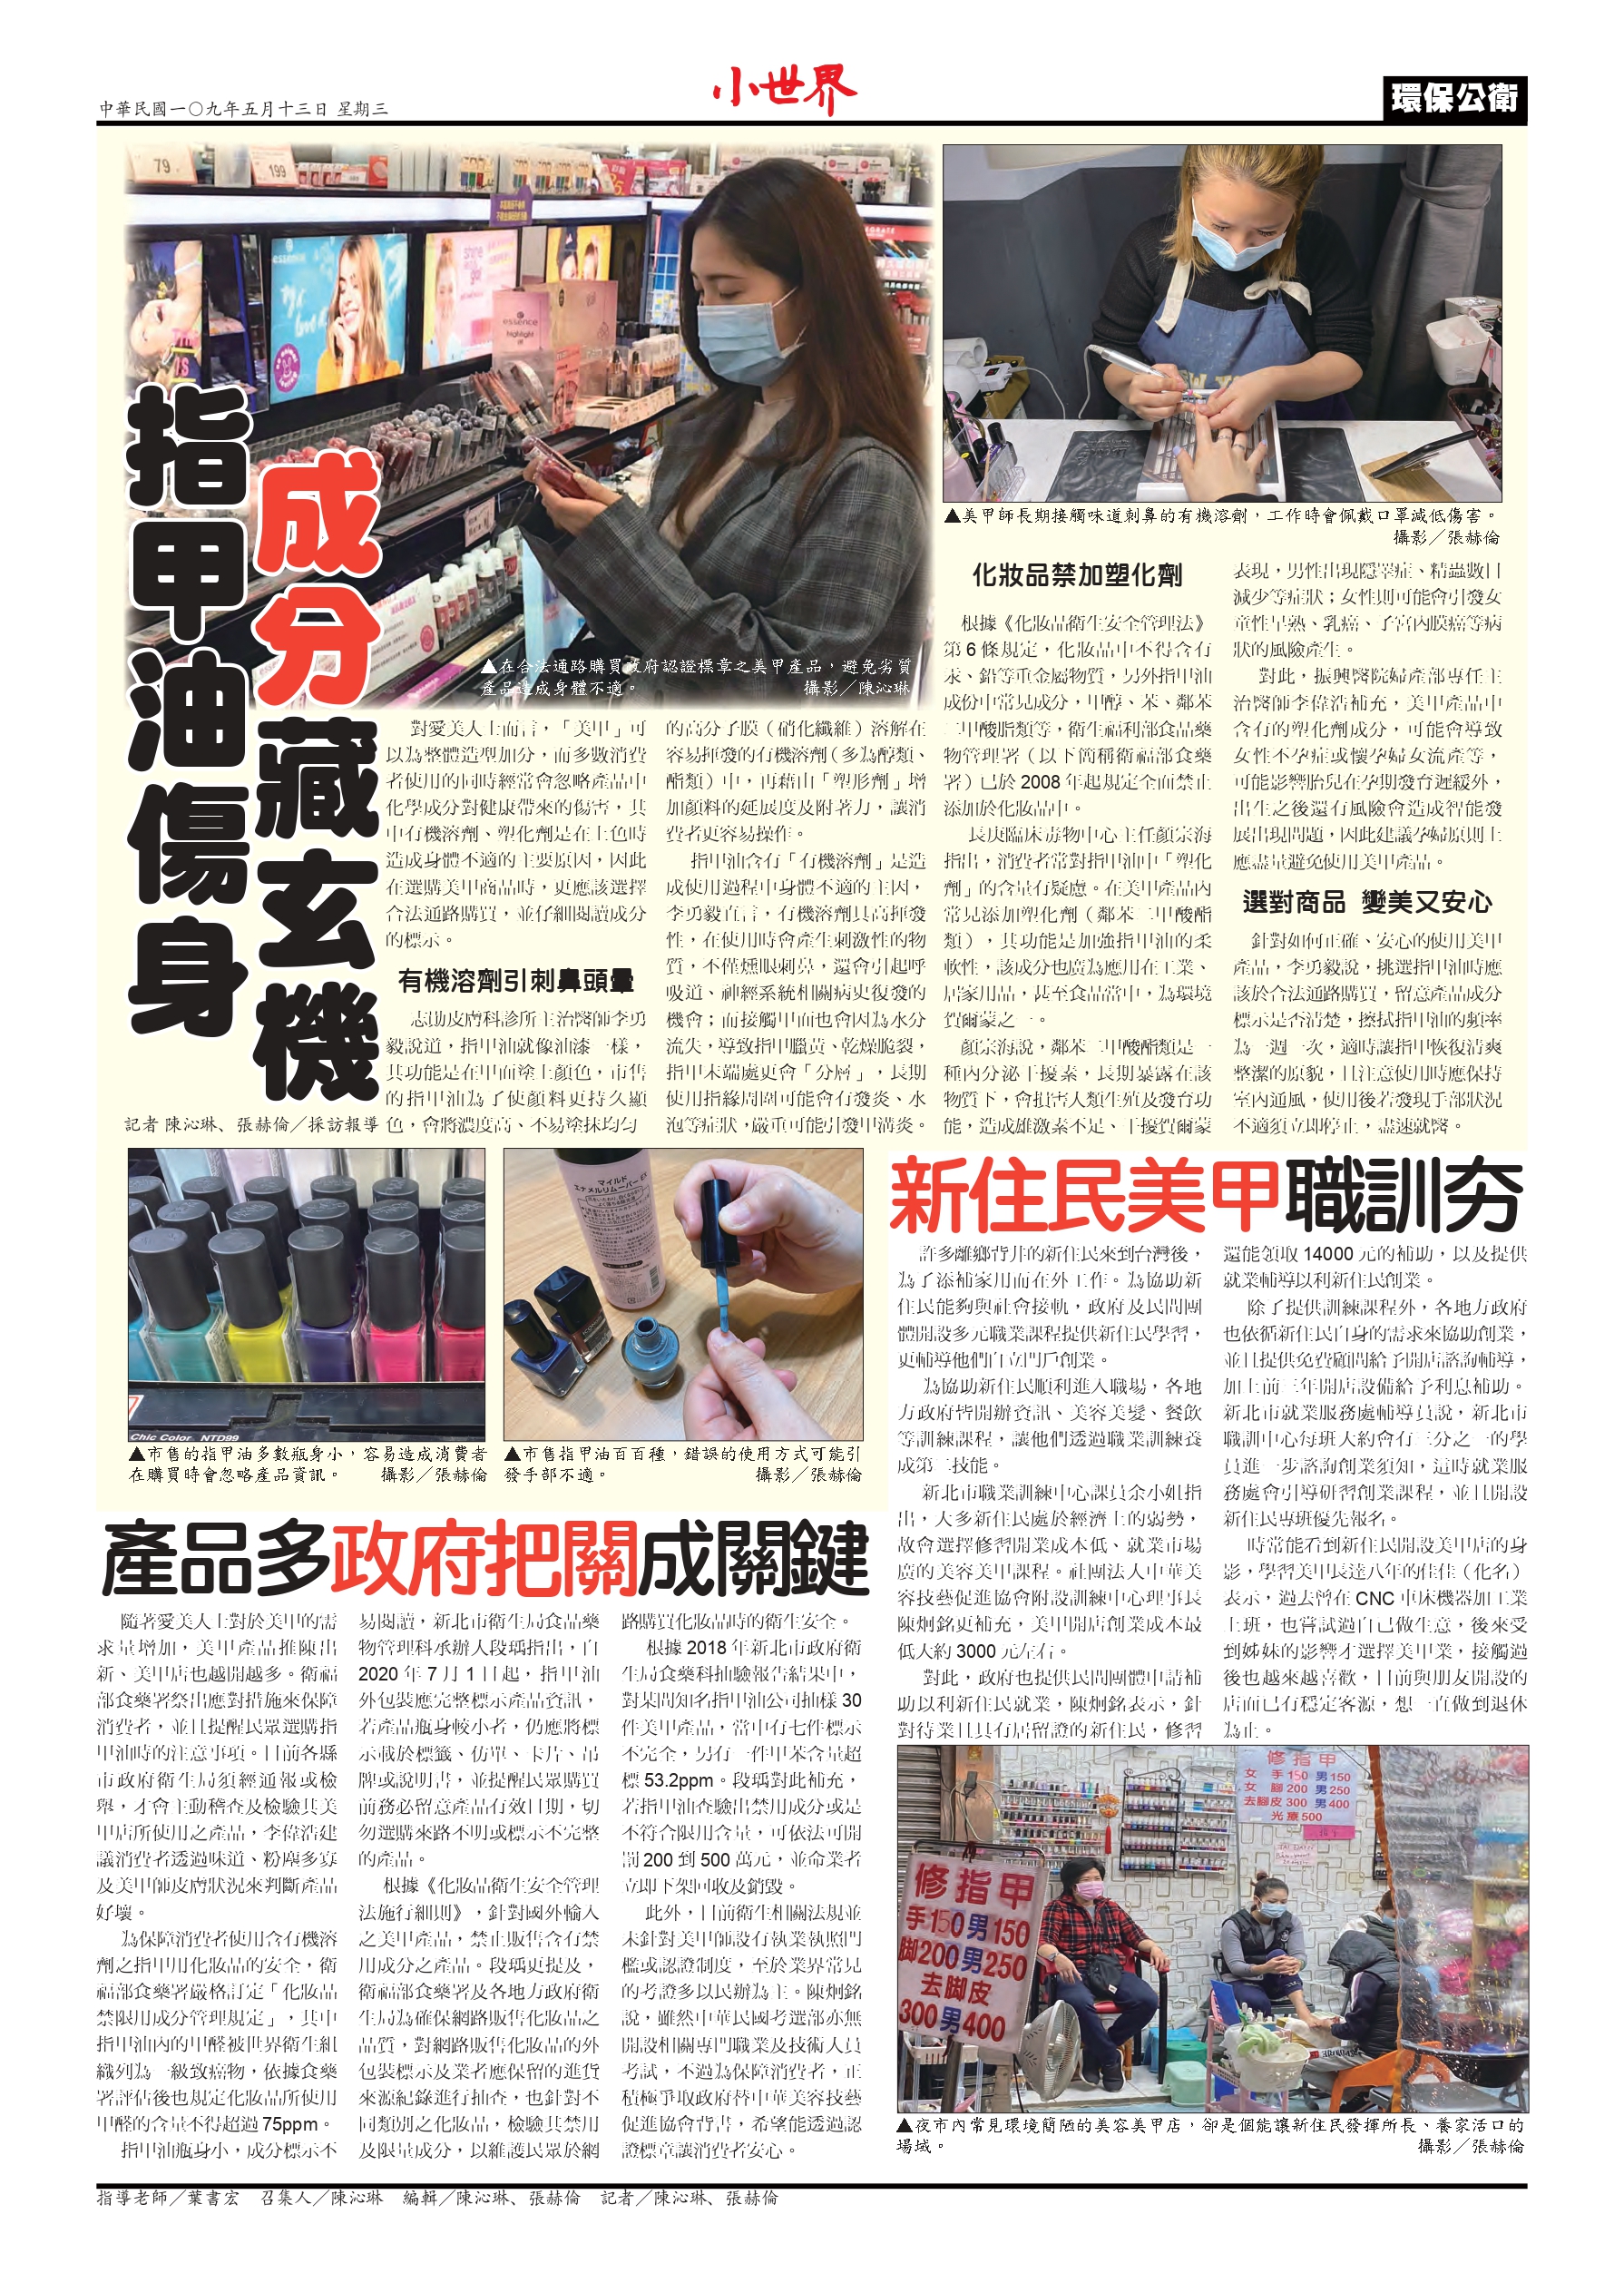 中華民國一○九年五月十三日 星期三
小世界
環保公衛
指甲油傷身
成分藏玄機
▲在合法通路購買政府認證標章之美甲產品，避免劣質
產品造成身體不適。 攝影／陳沁琳
▲美甲師長期接觸味道刺鼻的有機溶劑，工作時會佩戴口罩減低傷害。
攝影／張赫倫
記者 陳沁琳、張赫倫／採訪報導
對愛美人士而言，「美甲」可
以為整體造型加分，而多數消費
者使用的同時經常會忽略產品中
化學成分對健康帶來的傷害，其
中有機溶劑、塑化劑是在上色時
造成身體不適的主要原因，因此
在選購美甲商品時，更應該選擇
合法通路購買，並仔細閱讀成分
的標示。
有機溶劑引刺鼻頭暈
思助皮膚科診所主治醫師李勇
毅說道，指甲油就像油漆一樣，
其功能是在甲面塗上顏色，市售
的指甲油為了使顏料更持久顯
色，會將濃度高、不易塗抹均勻
的高分子膜（硝化纖維）溶解在
容易揮發的有機溶劑（多為醇類、
酯類）中，再藉由「塑形劑」增
加顏料的延展度及附著力，讓消
費者更容易操作。
指甲油含有「有機溶劑」是造
成使用過程中身體不適的主因，
李勇毅直言，有機溶劑具高揮發
性，在使用時會產生刺激性的物
質，不僅燻眼刺鼻，還會引起呼
吸道、神經系統相關病史復發的
機會；而接觸甲面也會因為水分
流失，導致指甲臘黃、乾燥脆裂，
指甲末端處更會「分層」，長期
使用指緣周圍可能會有發炎、水
泡等症狀，嚴重可能引發甲溝炎。
化妝品禁加塑化劑
根據《化妝品衛生安全管理法》
第 6 條規定，化妝品中不得含有
汞、鉛等重金屬物質，另外指甲油
成份中常見成分，甲醇、苯、鄰苯
二甲酸脂類等，衛生福利部食品藥
物管理署（以下簡稱衛福部食藥
署）已於 2008 年起規定全面禁止
添加於化妝品中。
長庚臨床毒物中心主任顏宗海
指出，消費者常對指甲油中「塑化
劑」的含量有疑慮。在美甲產品內
常見添加塑化劑（鄰苯二甲酸酯
類），其功能是加強指甲油的柔
軟性，該成分也廣為應用在工業、
居家用品，甚至食品當中，為環境
賀爾蒙之一。
顏宗海說，鄰苯二甲酸酯類是一
種內分泌干擾素，長期暴露在該
物質下，會損害人類生殖及發育功
能，造成雄激素不足、干擾賀爾蒙
表現，男性出現隱睪症、精蟲數目
減少等症狀；女性則可能會引發女
童性早熟、乳癌、子宮內膜癌等病
狀的風險產生。
對此，振興醫院婦產部專任主
治醫師李偉浩補充，美甲產品中
含有的塑化劑成分，可能會導致
女性不孕症或懷孕婦女流產等，
可能影響胎兒在孕期發育遲緩外，
出生之後還有風險會造成智能發
展出現問題，因此建議孕婦原則上
應盡量避免使用美甲產品。
選對商品 變美又安心
針對如何正確、安心的使用美甲
產品，李勇毅說，挑選指甲油時應
該於合法通路購買，留意產品成分
標示是否清楚，擦拭指甲油的頻率
為一週一次，適時讓指甲恢復清爽
整潔的原貌，且注意使用時應保持
室內通風，使用後若發現手部狀況
不適須立即停止，盡速就醫。
▲市售的指甲油多數瓶身小，容易造成消費者
在購買時會忽略產品資訊。 攝影／張赫倫
▲市售指甲油百百種，錯誤的使用方式可能引
發手部不適。 攝影／張赫倫
產品多政府把關成關鍵
隨著愛美人士對於美甲的需
求量增加，美甲產品推陳出
新、美甲店也越開越多。衛福
部食藥署祭出應對措施來保障
消費者，並且提醒民眾選購指
甲油時的注意事項。目前各縣
市政府衛生局須經通報或檢
舉，才會主動稽查及檢驗其美
甲店所使用之產品，李偉浩建
議消費者透過味道、粉塵多寡
及美甲師皮膚狀況來判斷產品
好壞。
為保障消費者使用含有機溶
劑之指甲用化妝品的安全，衛
福部食藥署嚴格訂定「化妝品
禁限用成分管理規定」，其中
指甲油內的甲醛被世界衛生組
織列為一級致癌物，依據食藥
署評估後也規定化妝品所使用
甲醛的含量不得超過 75ppm。
指甲油瓶身小，成分標示不
易閱讀，新北市衛生局食品藥
物管理科承辦人段瑀指出，自
2020 年 7 月 1 日起，指甲油
外包裝應完整標示產品資訊，
若產品瓶身較小者，仍應將標
示載於標籤、仿單、卡片、吊
牌或說明書，並提醒民眾購買
前務必留意產品有效日期，切
勿選購來路不明或標示不完整
的產品。
根據《化妝品衛生安全管理
法施行細則》，針對國外輸入
之美甲產品，禁止販售含有禁
用成分之產品。段瑀更提及，
衛福部食藥署及各地方政府衛
生局為確保網路販售化妝品之
品質，對網路販售化妝品的外
包裝標示及業者應保留的進貨
來源紀錄進行抽查，也針對不
同類別之化妝品，檢驗其禁用
及限量成分，以維護民眾於網
路購買化妝品時的衛生安全。
根據 2018 年新北市政府衛
生局食藥科抽驗報告結果中，
對某間知名指甲油公司抽樣 30
件美甲產品，當中有七件標示
不完全，另有一件甲苯含量超
標 53.2ppm。段瑀對此補充，
若指甲油查驗出禁用成分或是
不符合限用含量，可依法可開
罰 200 到 500 萬元，並命業者
立即下架回收及銷毀。
此外，目前衛生相關法規並
未針對美甲師設有執業執照門
檻或認證制度，至於業界常見
的考證多以民辦為主。陳炯銘
說，雖然中華民國考選部亦無
開設相關專門職業及技術人員
考試，不過為保障消費者，正
積極爭取政府替中華美容技藝
促進協會背書，希望能透過認
證標章讓消費者安心。
新住民美甲職訓夯
許多離鄉背井的新住民來到台灣後，
為了添補家用而在外工作。為協助新
住民能夠與社會接軌，政府及民間團
體開設多元職業課程提供新住民學習，
更輔導他們自立門戶創業。
為協助新住民順利進入職場，各地
方政府皆開辦資訊、美容美髮、餐飲
等訓練課程，讓他們透過職業訓練養
成第二技能。
新北市職業訓練中心課員余小姐指
出，大多新住民處於經濟上的弱勢，
故會選擇修習開業成本低、就業市場
廣的美容美甲課程。社團法人中華美
容技藝促進協會附設訓練中心理事長
陳炯銘更補充，美甲開店創業成本最
低大約 3000 元左右。
對此，政府也提供民間團體申請補
助以利新住民就業，陳炯銘表示，針
對待業且具有居留證的新住民，修習
還能領取 14000 元的補助，以及提供
就業輔導以利新住民創業。
除了提供訓練課程外，各地方政府
也依循新住民自身的需求來協助創業，
並且提供免費顧問給予開店諮詢輔導，
加上前三年開店設備給予利息補助。
新北市就業服務處輔導員說，新北市
職訓中心每班大約會有三分之一的學
員進一步諮詢創業須知，這時就業服
務處會引導研習創業課程，並且開設
新住民專班優先報名。
時常能看到新住民開設美甲店的身
影，學習美甲長達八年的佳佳（化名）
表示，過去曾在 CNC 車床機器加工業
上班，也嘗試過自己做生意，後來受
到姊妹的影響才選擇美甲業，接觸過
後也越來越喜歡，目前與朋友開設的
店面已有穩定客源，想一直做到退休
為止。
修指甲
女 手150 男150
女 腳200 男250
去腳皮300 男400
光療500
修指甲
手150男150
腳200男250
去腳皮
300男400
▲夜市內常見環境簡陋的美容美甲店，卻是個能讓新住民發揮所長、養家活口的
場域。 攝影／張赫倫
指導老師／葉書宏 召集人／陳沁琳 編輯／陳沁琳、張赫倫 記者／陳沁琳、張赫倫